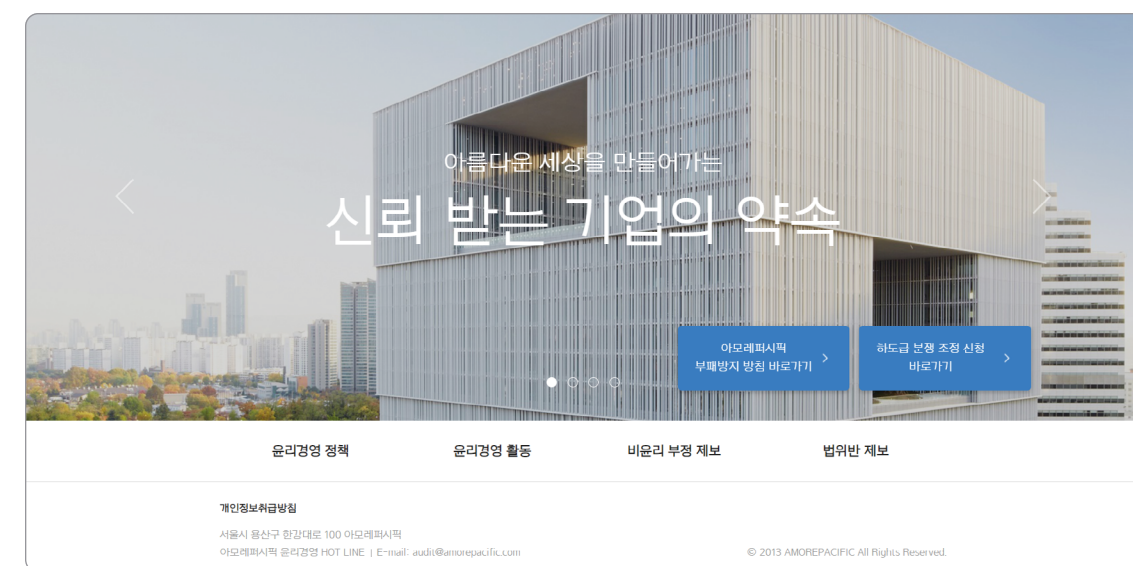 아름다운 세상을 만들어가는
신뢰 받는 기업의 약속
아모레퍼시픽
부패방지 방침 바로가기
하도급 분쟁 조정 신청
바로가기
윤리경영 정책
윤리경영 활동
비윤리 부정 제보
법위반 제보
개인정보취급방침
서울시 용산구 한강대로 100 아모레퍼시픽
아모레퍼시픽 윤리경영 HOT LINE | E-mail: audit@amorepacific.com
© 2013 AMOREPACIFIC All Rights Reserved.